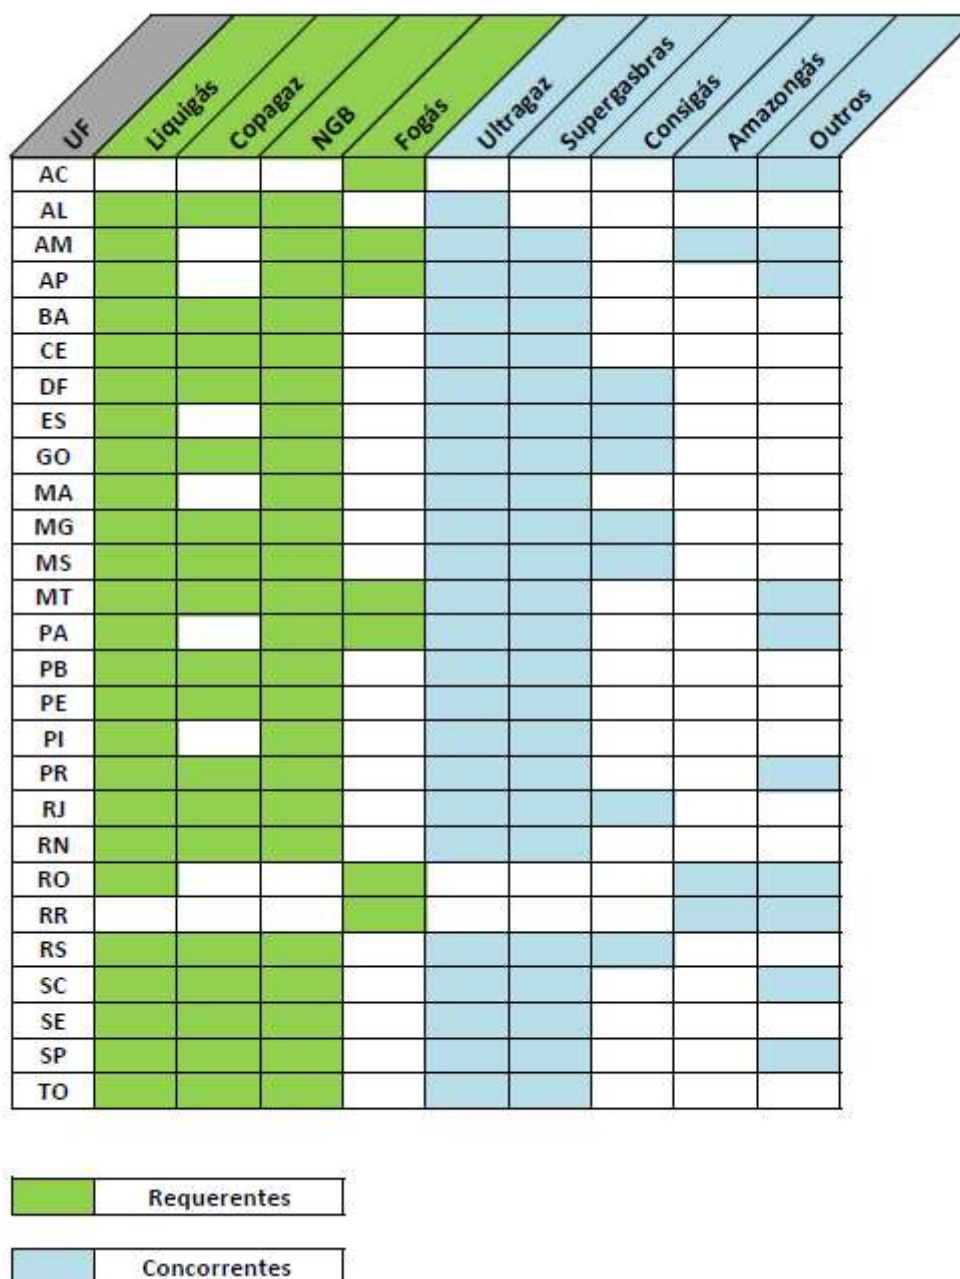 UF Liquigás Copagaz NGB Fogás Ultragaz Supergasbras Consigás Amazongás Outros
AC
AL
AM
AP
BA
CE
DF
ES
GO
MA
MG
MS
MT
PA
PB
PE
PI
PR
RJ
RN
RO
RR
RS
SC
SE
SP
TO
Requerentes
Concorrentes